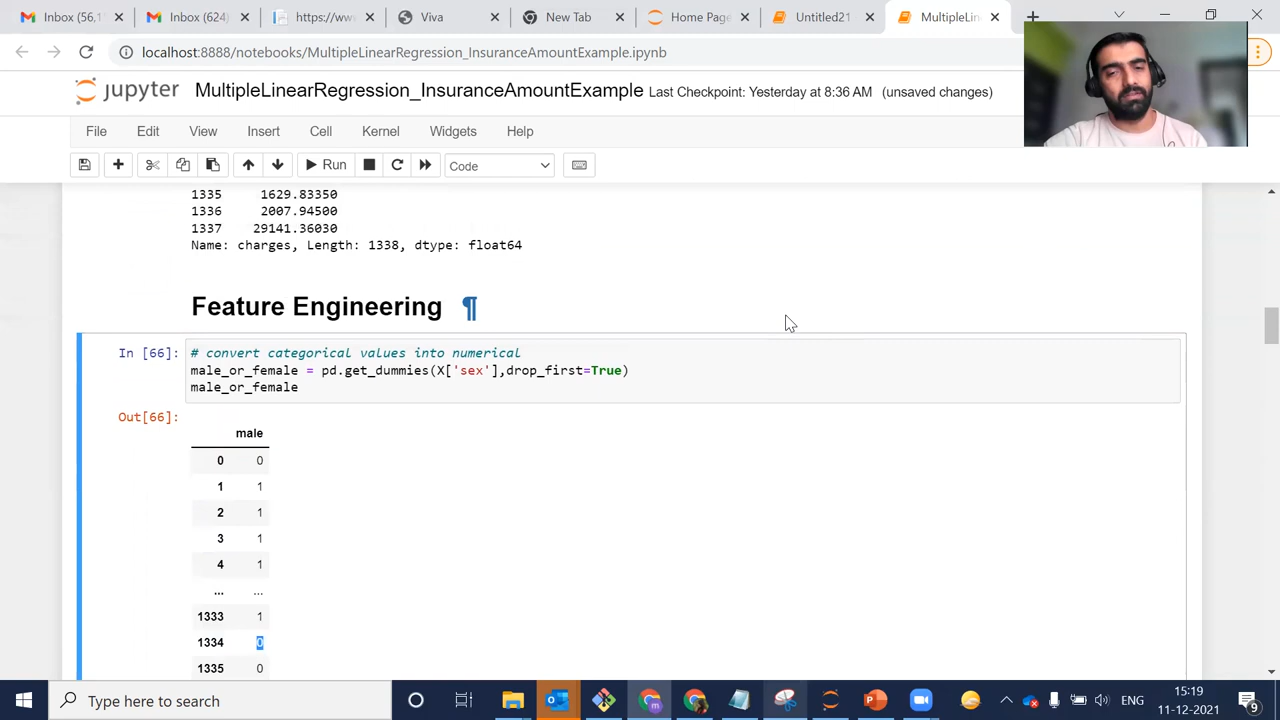 Inbox (56,1
Inbox (624)
https://www
Viva
New Tab
Home Page
Untitled21
MultipleLin
localhost:8888/notebooks/MultipleLinearRegression_InsuranceAmountExample.ipynb
jupyter MultipleLinearRegression_InsuranceAmountExample Last Checkpoint: Yesterday at 8:36 AM (unsaved changes)
File Edit View Insert Cell Kernel Widgets Help
Run Code
1335 1629.83350
1336 2007.94500
1337 29141.36030
Name: charges, Length: 1338, dtype: float64
Feature Engineering ¶
In [66]: # convert categorical values into numerical
male_or_female = pd.get_dummies(X['sex'],drop_first=True)
male_or_female
Out[66]:
male
0 0
1 1
2 1
3 1
4 1
... ...
1333 1
1334 0
1335 0
Type here to search
ENG
15:19
11-12-2021
9